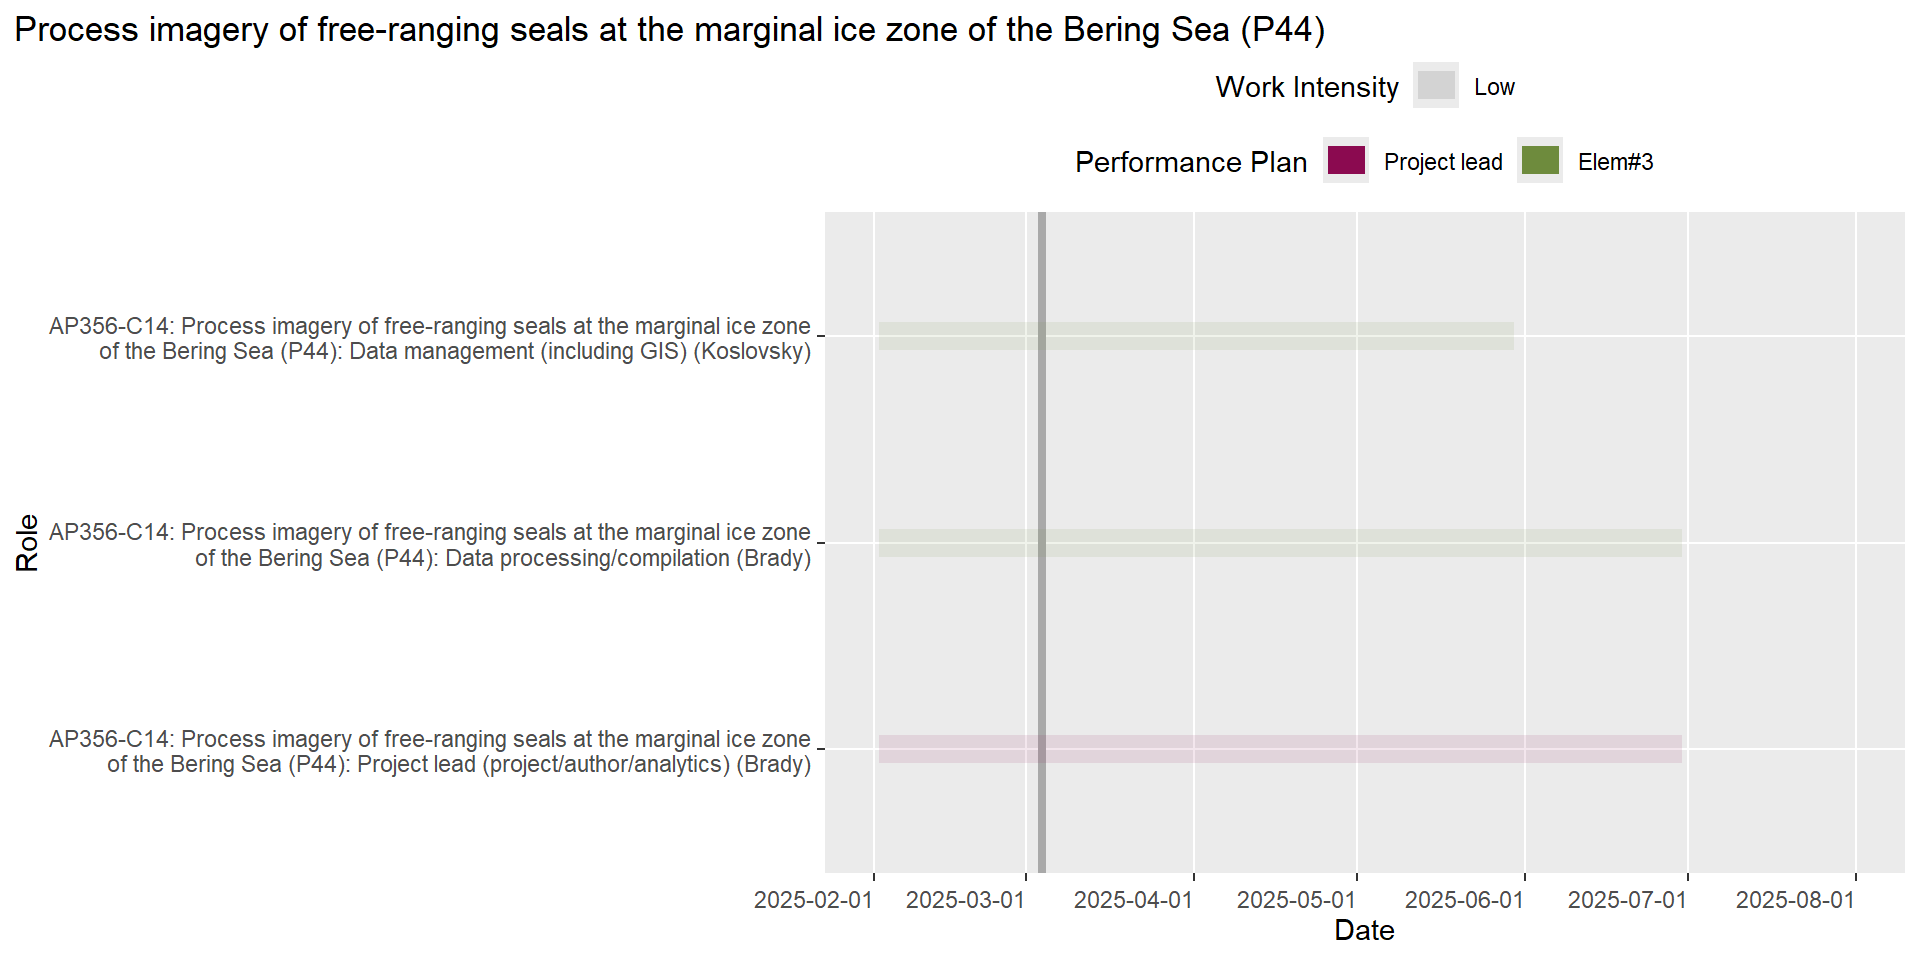 Process imagery of free-ranging seals at the marginal ice zone of the Bering Sea (P44)
Work Intensity Low
Performance Plan Project lead Elem#3
AP356-C14: Process imagery of free-ranging seals at the marginal ice zone
of the Bering Sea (P44): Data management (including GIS) (Koslovsky)
Role
AP356-C14: Process imagery of free-ranging seals at the marginal ice zone
of the Bering Sea (P44): Data processing/compilation (Brady)
AP356-C14: Process imagery of free-ranging seals at the marginal ice zone
of the Bering Sea (P44): Project lead (project/author/analytics) (Brady)
2025-02-01 2025-03-01 2025-04-01 2025-05-01 2025-06-01 2025-07-01 2025-08-01
Date